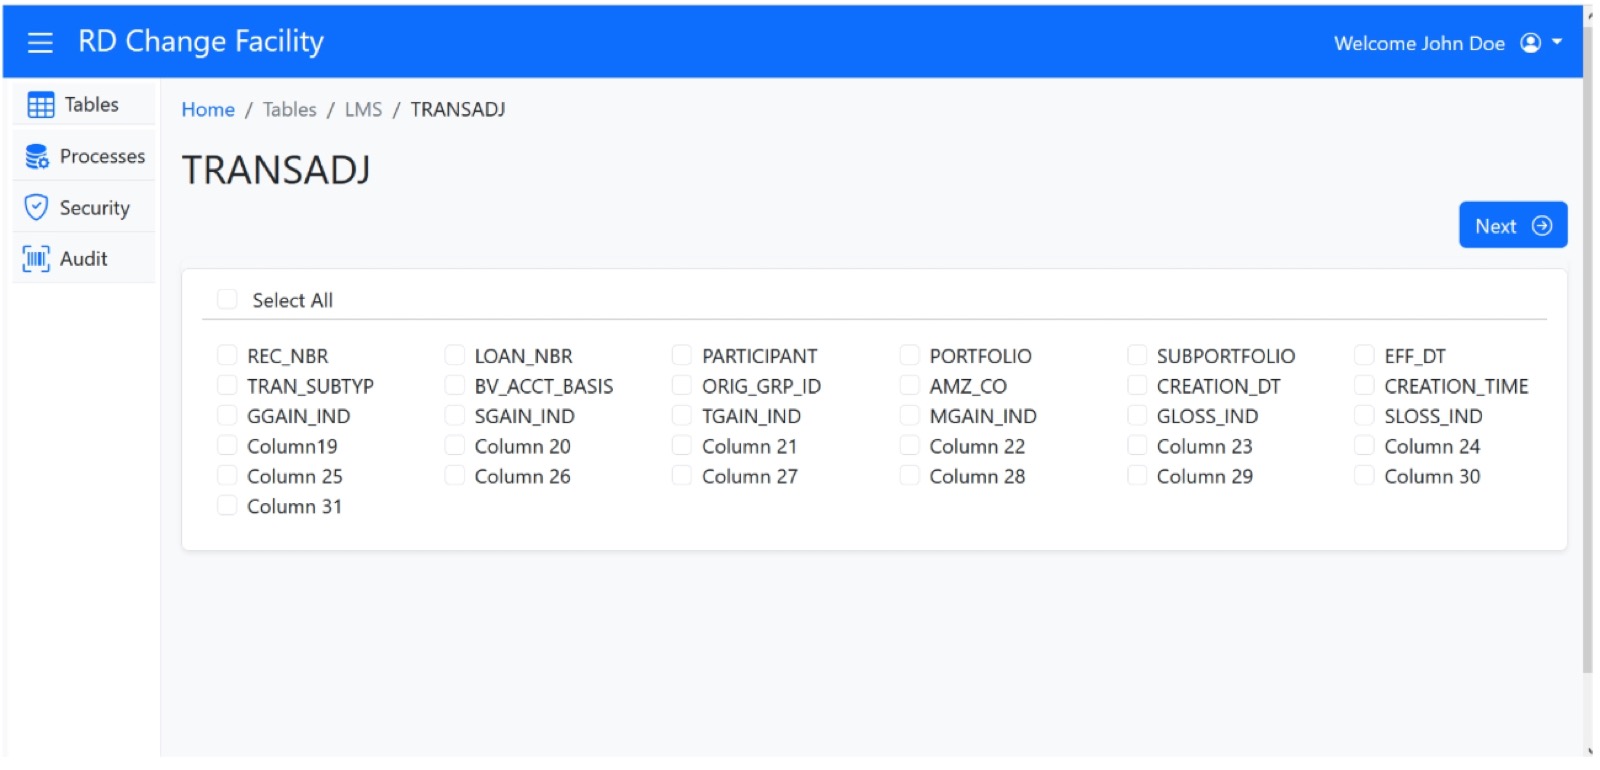 RD Change Facility Welcome John Doe
Tables
Processes
Security
Audit
Home / Tables / LMS / TRANSADJ
TRANSADJ
Next
Select All
REC_NBR LOAN_NBR PARTICIPANT PORTFOLIO SUBPORTFOLIO EFF_DT
TRAN_SUBTYP BV_ACCT_BASIS ORIG_GRP_ID AMZ_CO CREATION_DT CREATION_TIME
GGAIN_IND SGAIN_IND TGAIN_IND MGAIN_IND GLOSS_IND SLOSS_IND
Column19 Column 20 Column 21 Column 22 Column 23 Column 24
Column 25 Column 26 Column 27 Column 28 Column 29 Column 30
Column 31